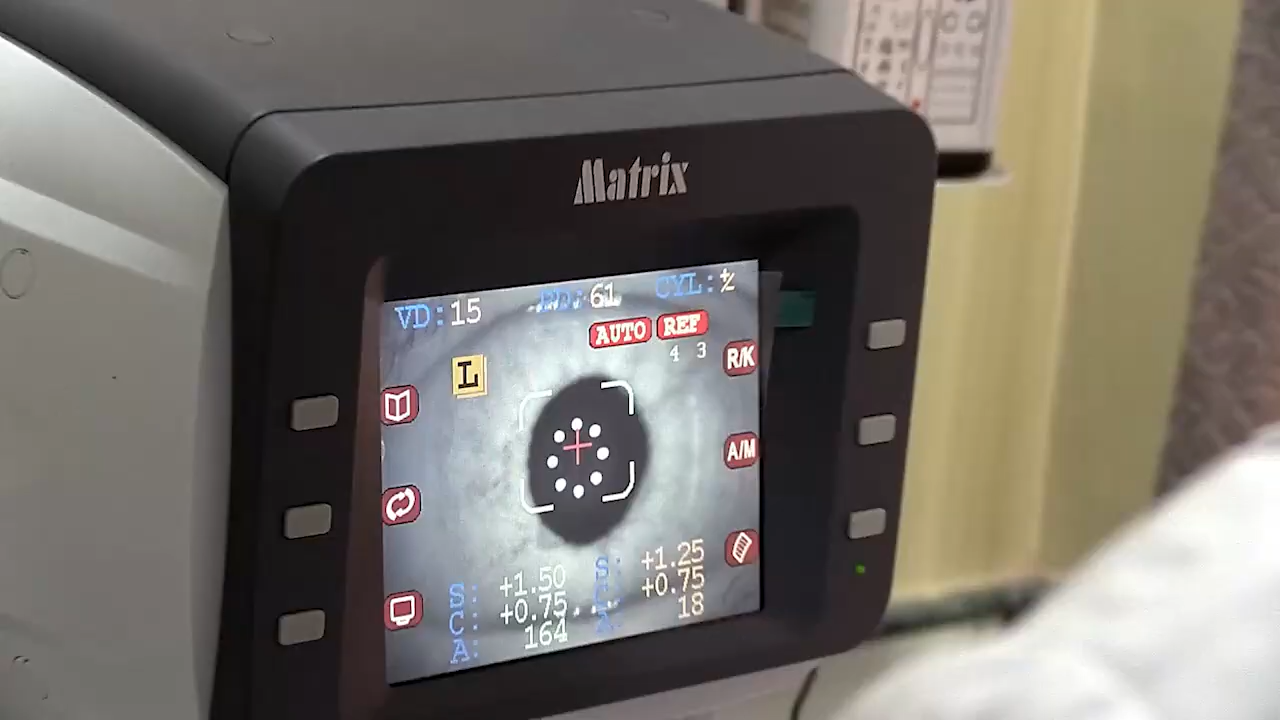 Matrix
VD:15 PD:61 CYL:±
AUTO REF
4 3
L
R/K
A/M
S: +1.50 S: +1.25
C: +0.75 C: +0.75
A: 164 A: 18